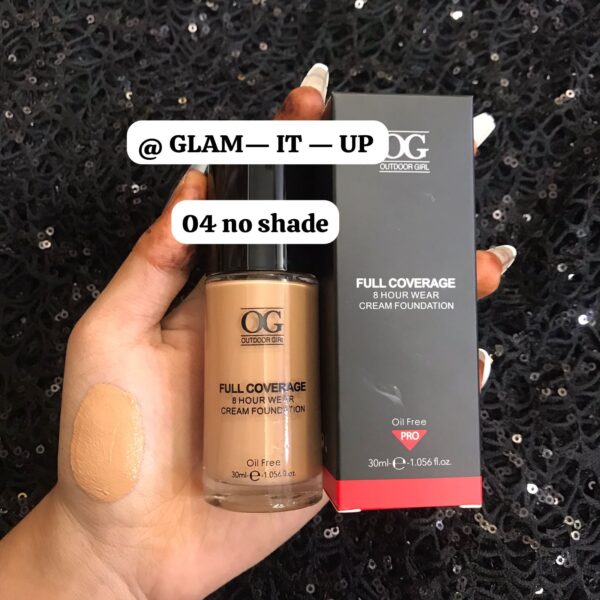 @ GLAM— IT — UP
04 no shade
OG
OUTDOOR GIRL
FULL COVERAGE
8 HOUR WEAR
CREAM FOUNDATION
Oil Free
30ml-℮-1.056 fl.oz.
OG
OUTDOOR GIRL
FULL COVERAGE
8 HOUR WEAR
CREAM FOUNDATION
Oil Free
PRO
30ml-℮-1.056 fl.oz.